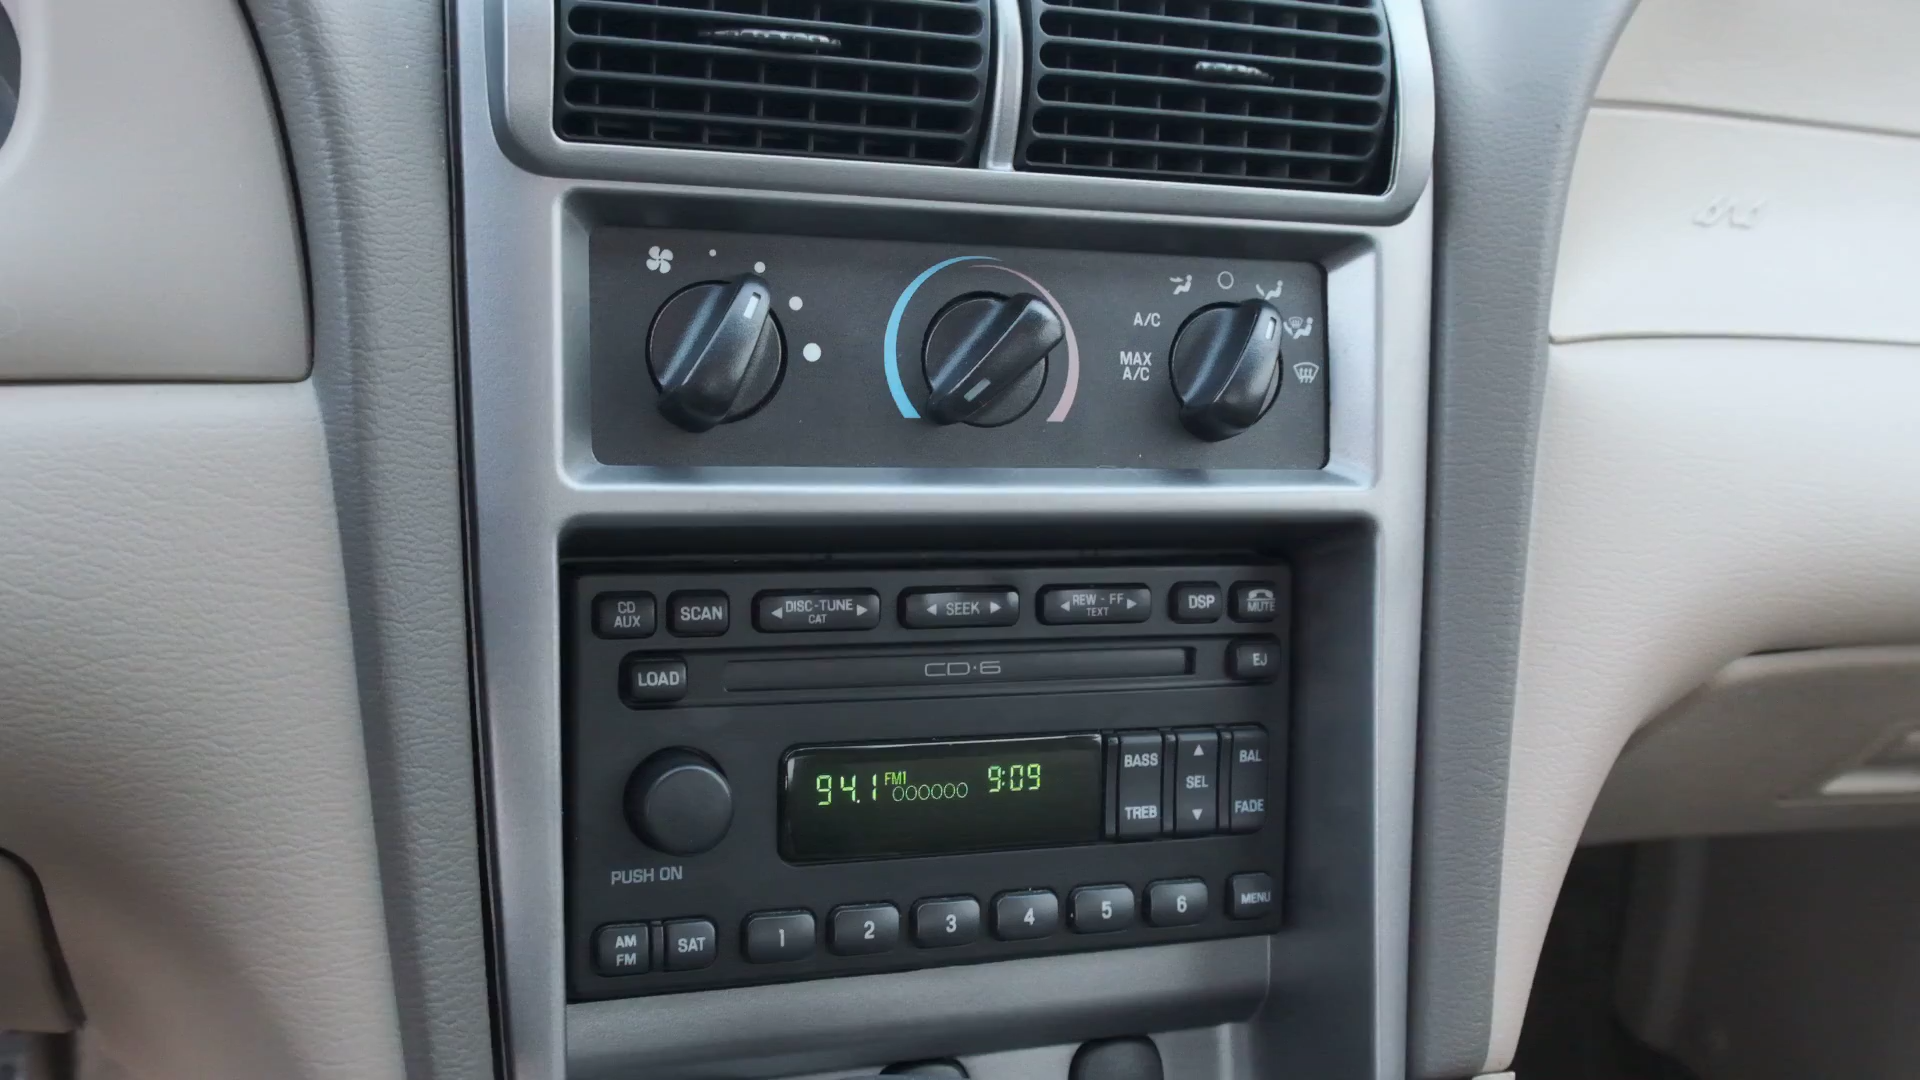 A/C
MAX
A/C
CD
AUX
SCAN
DISC-TUNE
CAT
SEEK
REW - FF
TEXT
DSP
MUTE
LOAD
CD·6
EJ
94.1 FM1 000000 9:09
BASS
TREB
SEL
BAL
FADE
PUSH ON
AM
FM
SAT
1
2
3
4
5
6
MENU